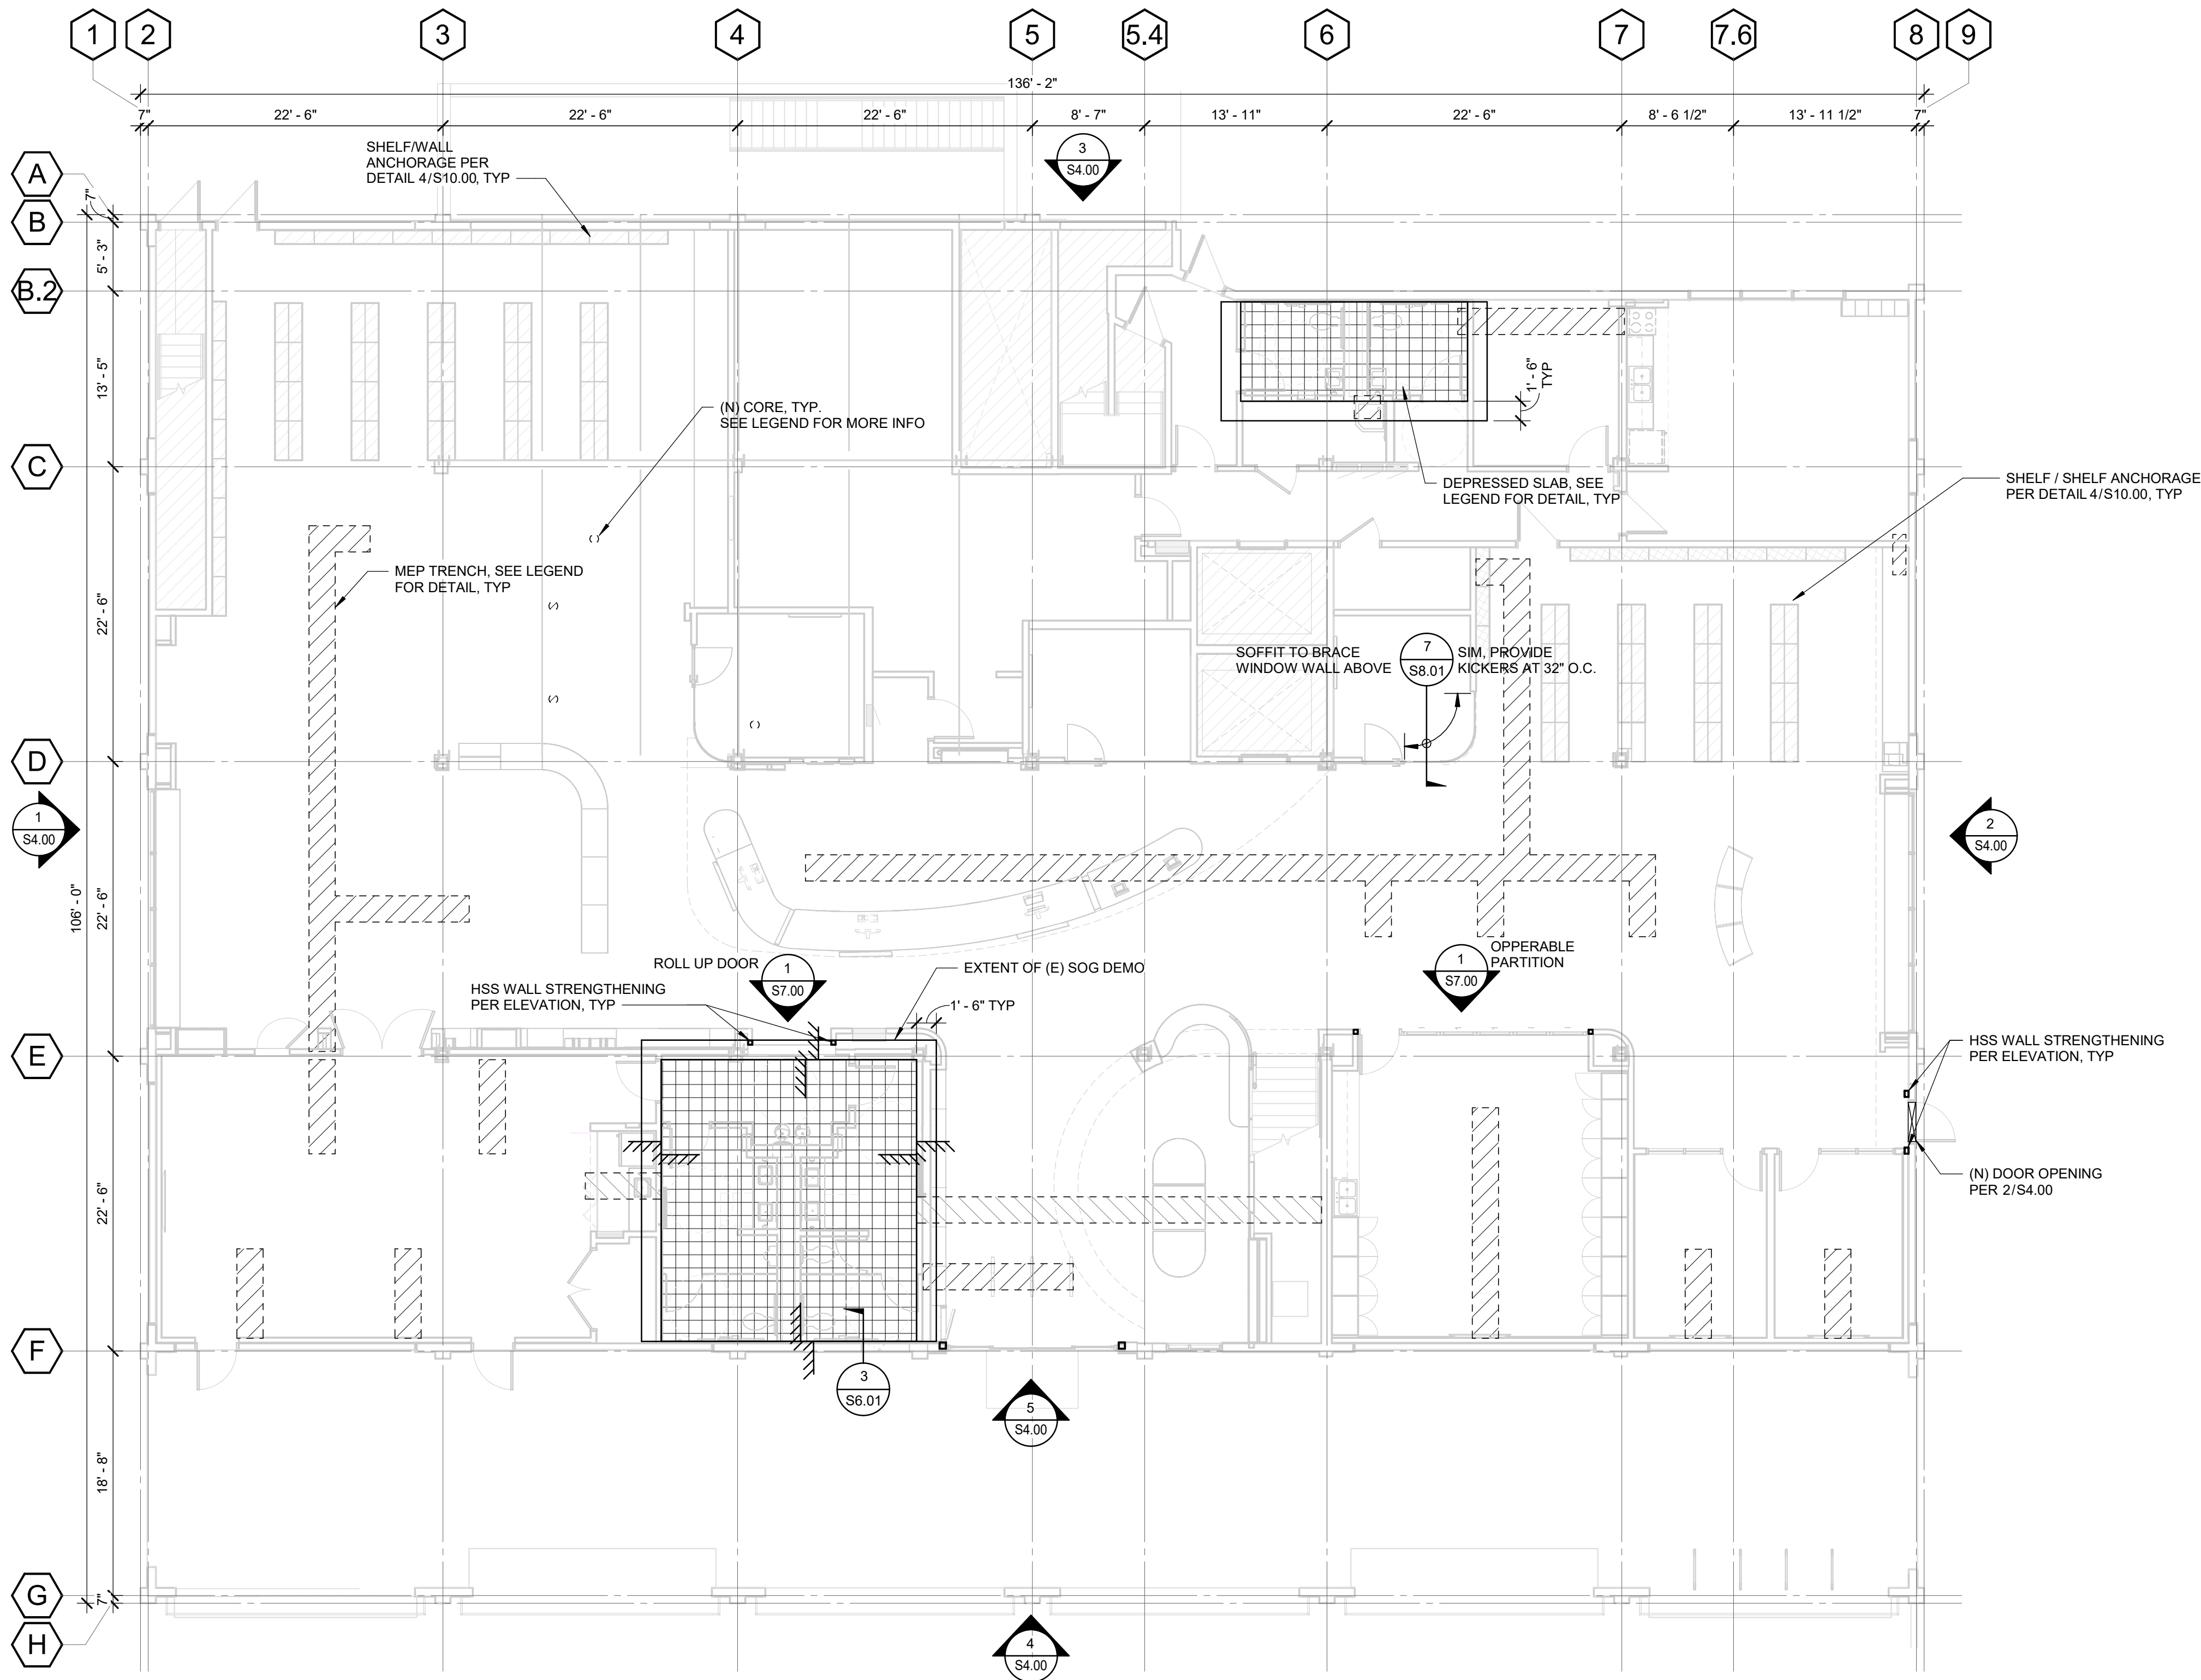 1
2
3
4
5
5.4
6
7
7.6
8
9
136' - 2"
7"
22' - 6"
22' - 6"
22' - 6"
8' - 7"
13' - 11"
22' - 6"
8' - 6 1/2"
13' - 11 1/2"
7"
A
B
B.2
C
D
E
F
G
H
7"
5' - 3"
13' - 5"
22' - 6"
22' - 6"
22' - 6"
18' - 8"
7"
106' - 0"
SHELF/WALL
ANCHORAGE PER
DETAIL 4/S10.00, TYP
3
S4.00
1' - 6"
TYP
(N) CORE, TYP.
SEE LEGEND FOR MORE INFO
DEPRESSED SLAB, SEE
LEGEND FOR DETAIL, TYP
SHELF / SHELF ANCHORAGE
PER DETAIL 4/S10.00, TYP
MEP TRENCH, SEE LEGEND
FOR DETAIL, TYP
SOFFIT TO BRACE
WINDOW WALL ABOVE
7
S8.01
SIM, PROVIDE
KICKERS AT 32" O.C.
1
S4.00
2
S4.00
ROLL UP DOOR
1
S7.00
EXTENT OF (E) SOG DEMO
1
S7.00
OPPERABLE
PARTITION
HSS WALL STRENGTHENING
PER ELEVATION, TYP
1' - 6" TYP
HSS WALL STRENGTHENING
PER ELEVATION, TYP
(N) DOOR OPENING
PER 2/S4.00
3
S6.01
5
S4.00
4
S4.00